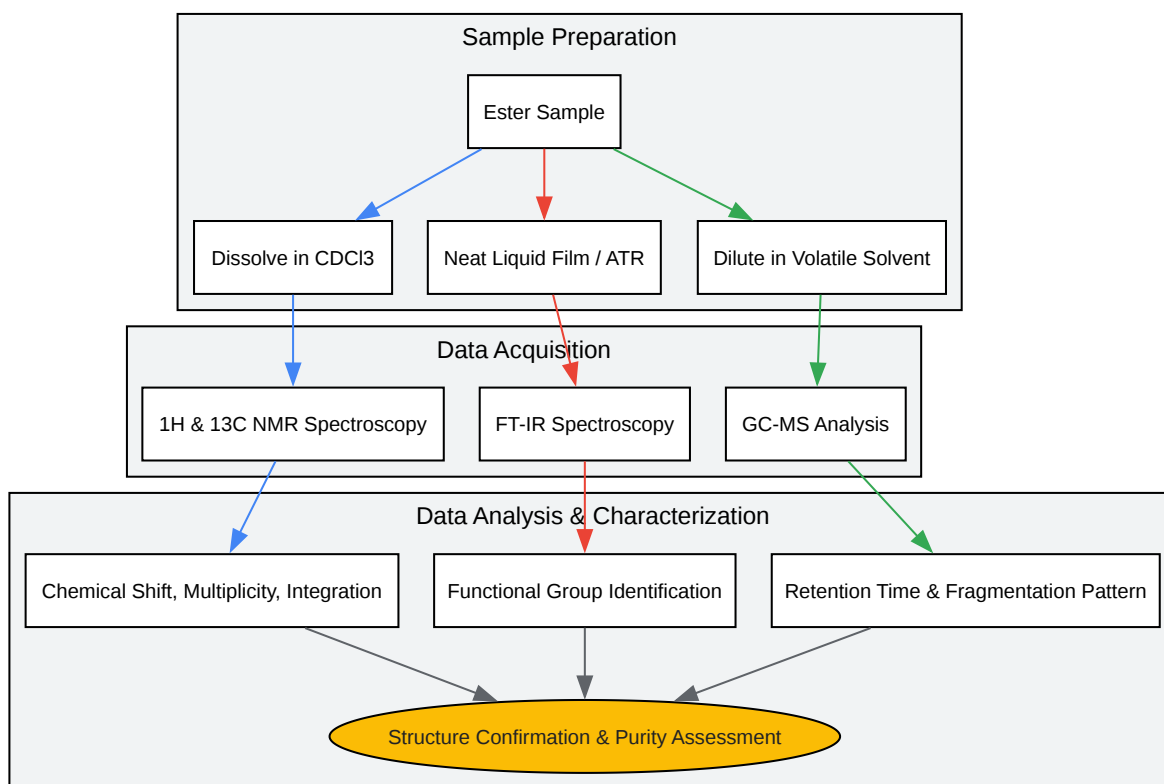 Sample Preparation
Ester Sample
Dissolve in CDCl3
Neat Liquid Film / ATR
Dilute in Volatile Solvent
Data Acquisition
1H & 13C NMR Spectroscopy
FT-IR Spectroscopy
GC-MS Analysis
Data Analysis & Characterization
Chemical Shift, Multiplicity, Integration
Functional Group Identification
Retention Time & Fragmentation Pattern
Structure Confirmation & Purity Assessment